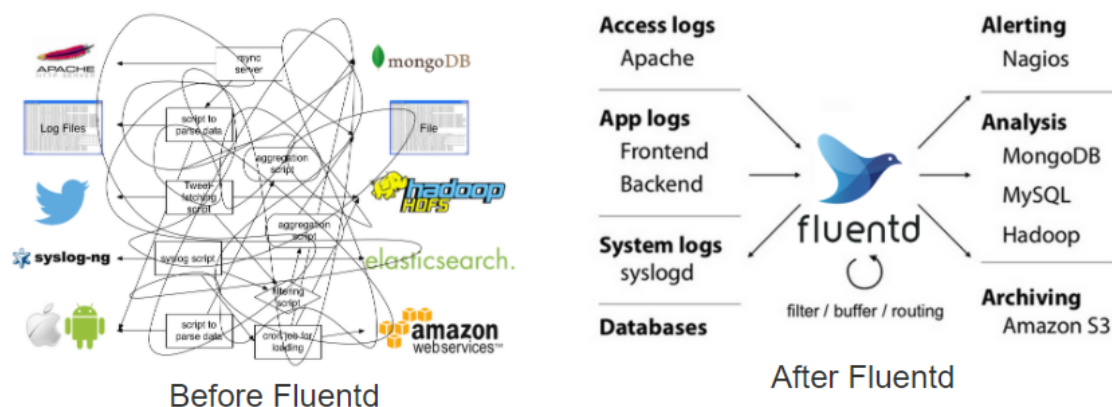 APACHE
HTTP SERVER
rsync
server
mongoDB
Log Files
script to
parse data
File
aggregation
script
Tweet-
fetching
script
hadoop
HDFS
aggregation
script
syslog-ng
syslog script
elasticsearch.
filtering
script
script to
parse data
cron job for
loading
amazon
webservices™
Before Fluentd
Access logs
Apache
App logs
Frontend
Backend
System logs
syslogd
Databases
fluentd
filter / buffer / routing
Alerting
Nagios
Analysis
MongoDB
MySQL
Hadoop
Archiving
Amazon S3
After Fluentd